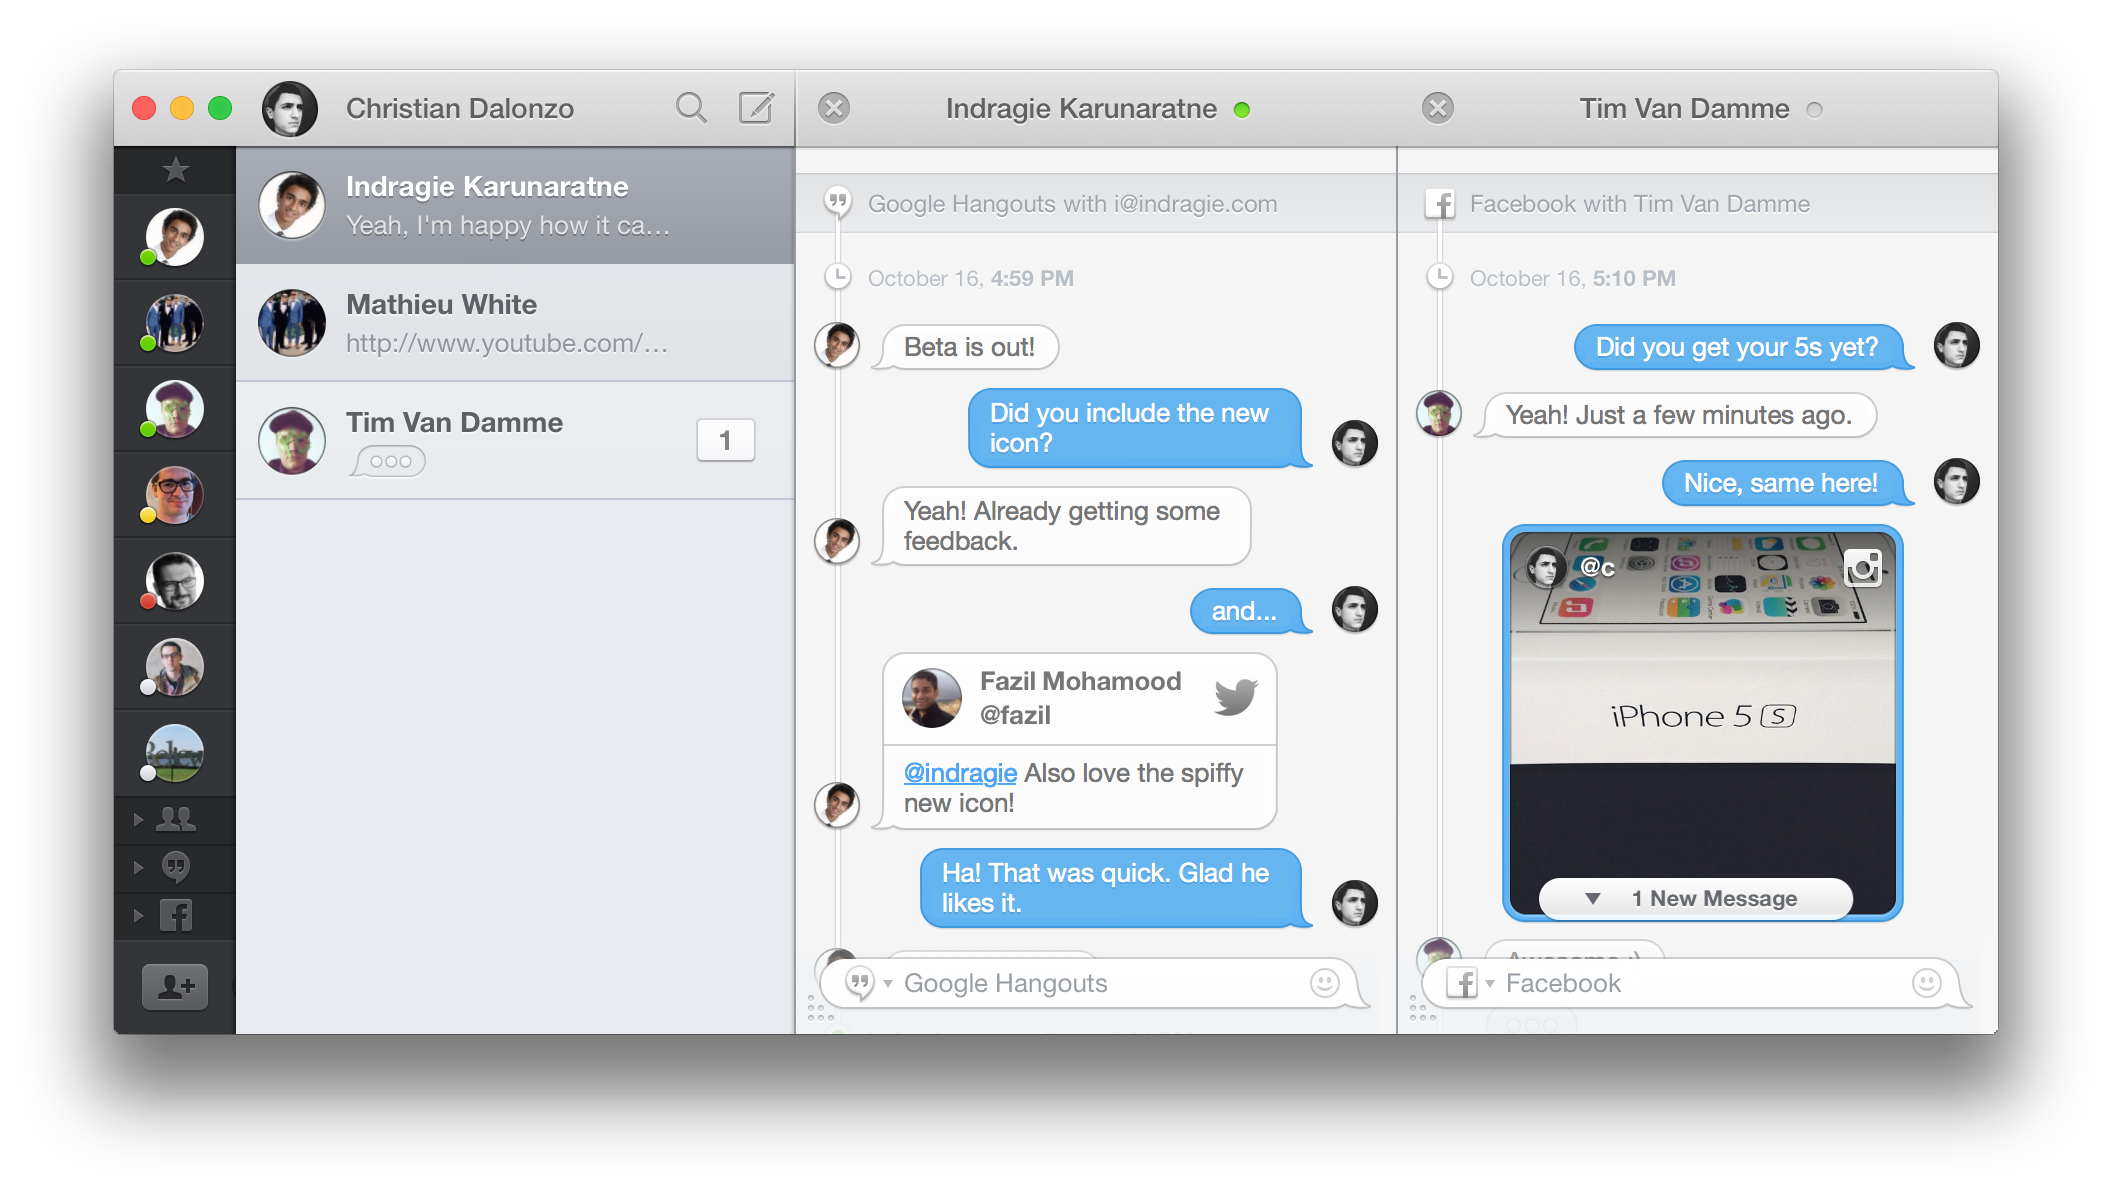 Christian Dalonzo
Indragie Karunaratne
Yeah, I'm happy how it ca...
Mathieu White
http://www.youtube.com/...
Tim Van Damme
1
Indragie Karunaratne
Google Hangouts with i@indragie.com
October 16, 4:59 PM
Beta is out!
Did you include the new
icon?
Yeah! Already getting some
feedback.
and...
Fazil Mohamood
@fazil
@indragie Also love the spiffy
new icon!
Ha! That was quick. Glad he
likes it.
Google Hangouts
Tim Van Damme
Facebook with Tim Van Damme
October 16, 5:10 PM
Did you get your 5s yet?
Yeah! Just a few minutes ago.
Nice, same here!
@c
iPhone 5s
1 New Message
Awesome :)
Facebook